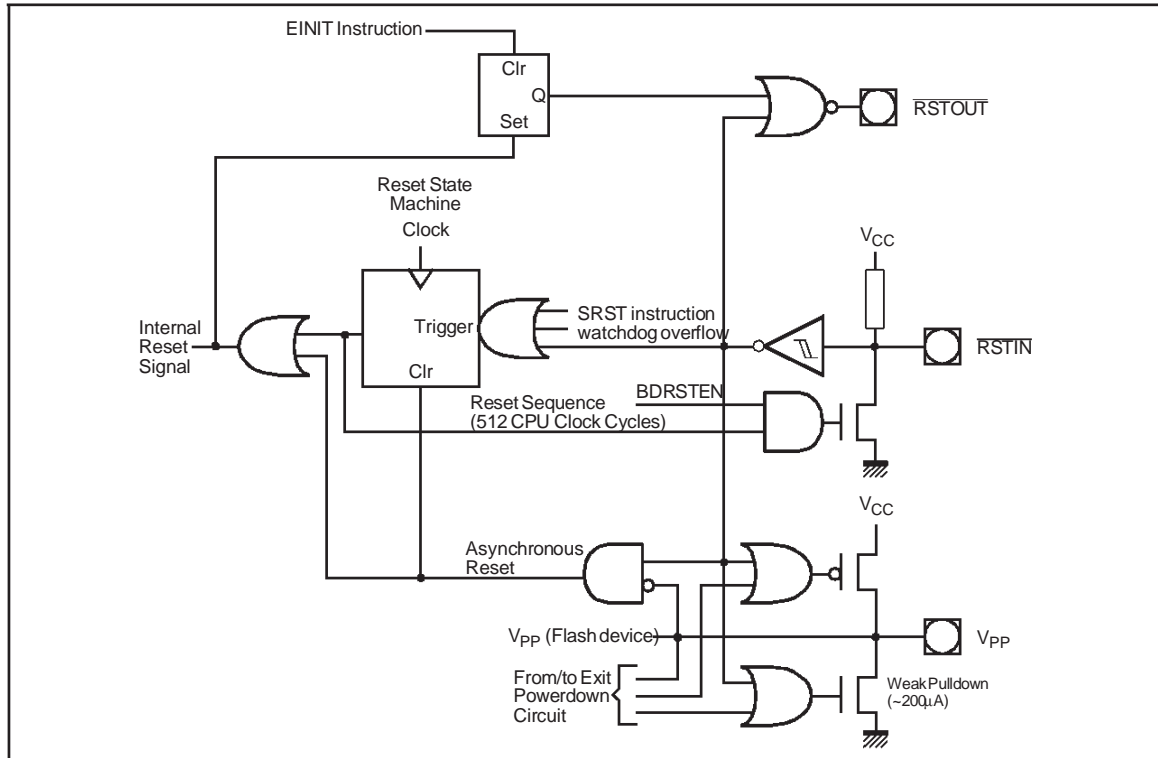 EINIT Instruction
Clr
Q
Set
RSTOUT
Reset State
Machine
Clock
VCC
Trigger
SRST instruction
watchdog overflow
Internal
Reset
Signal
RSTIN
Clr
BDRSTEN
Reset Sequence
(512 CPU Clock Cycles)
VCC
Asynchronous
Reset
VPP (Flash device)
VPP
From/to Exit
Powerdown
Circuit
Weak Pulldown
(~200µA)